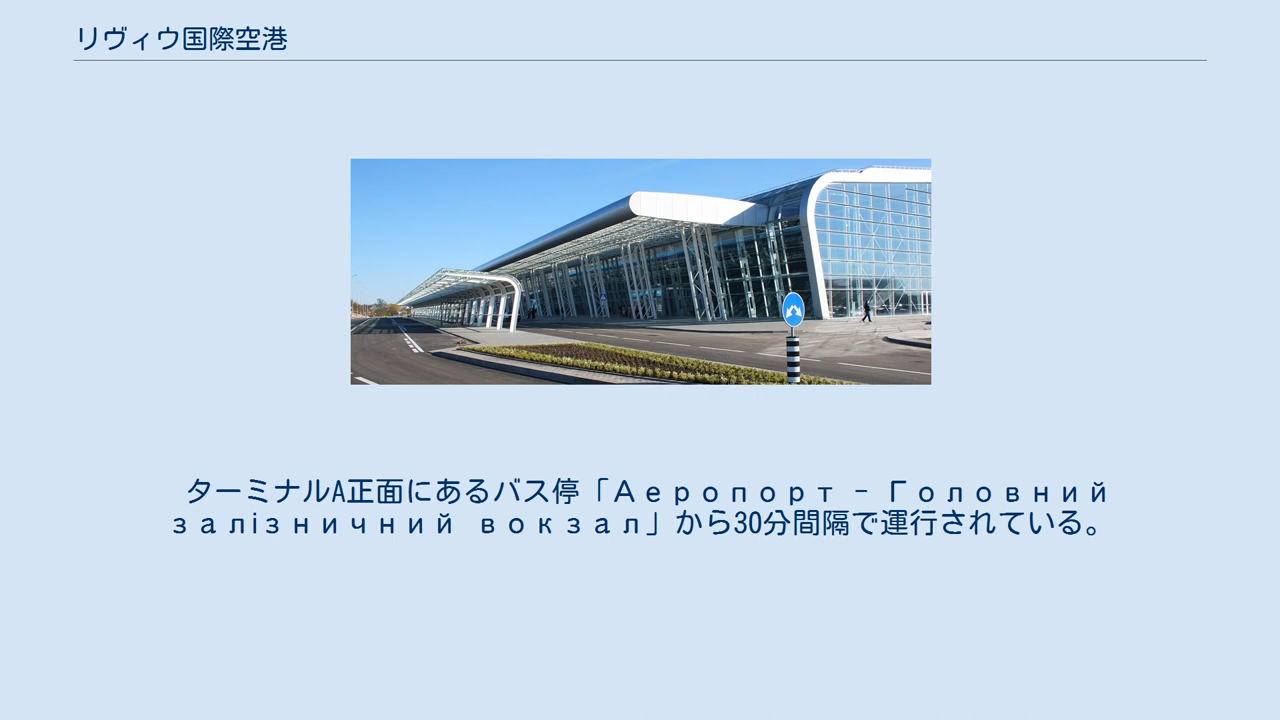 リヴィウ国際空港
ターミナルA正面にあるバス停「Аеропорт – Головний
залізничний вокзал」から30分間隔で運行されている。